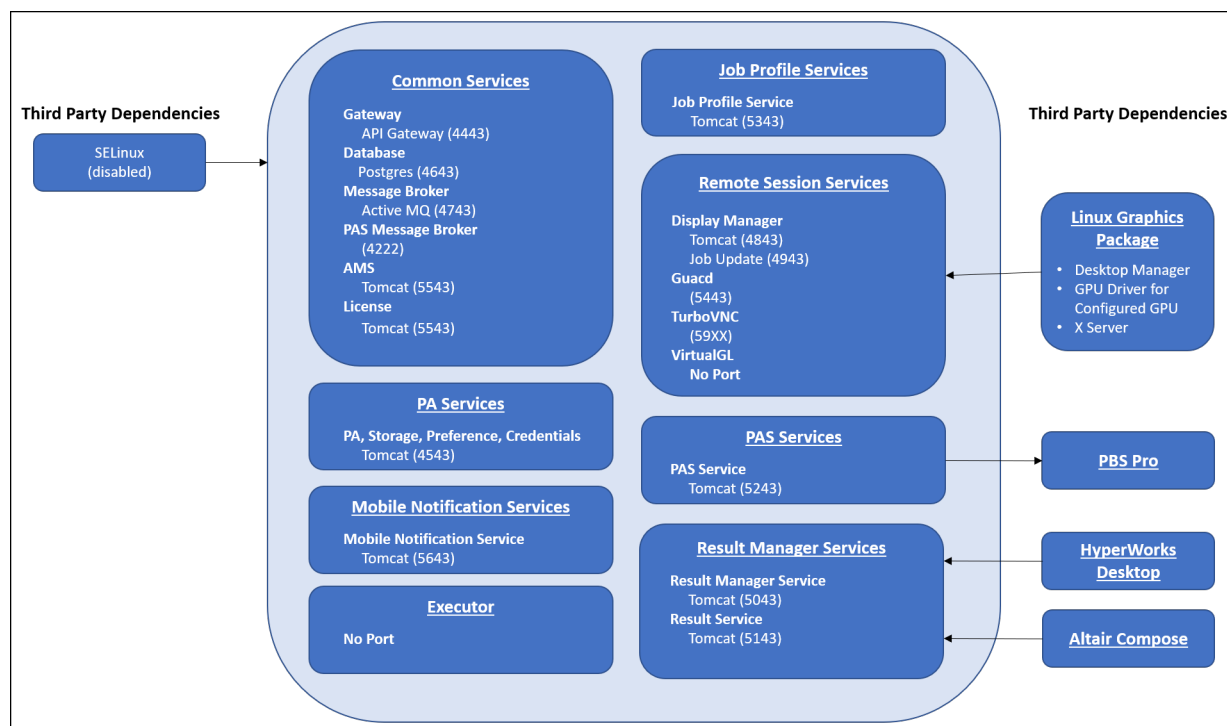 Third Party Dependencies
SELinux
(disabled)
Common Services
Gateway
API Gateway (4443)
Database
Postgres (4643)
Message Broker
Active MQ (4743)
PAS Message Broker
(4222)
AMS
Tomcat (5543)
License
Tomcat (5543)
PA Services
PA, Storage, Preference, Credentials
Tomcat (4543)
Mobile Notification Services
Mobile Notification Service
Tomcat (5643)
Executor
No Port
Job Profile Services
Job Profile Service
Tomcat (5343)
Remote Session Services
Display Manager
Tomcat (4843)
Job Update (4943)
Guacd
(5443)
TurboVNC
(59XX)
VirtualGL
No Port
PAS Services
PAS Service
Tomcat (5243)
Result Manager Services
Result Manager Service
Tomcat (5043)
Result Service
Tomcat (5143)
Third Party Dependencies
Linux Graphics
Package
• Desktop Manager
• GPU Driver for
Configured GPU
• X Server
PBS Pro
HyperWorks
Desktop
Altair Compose